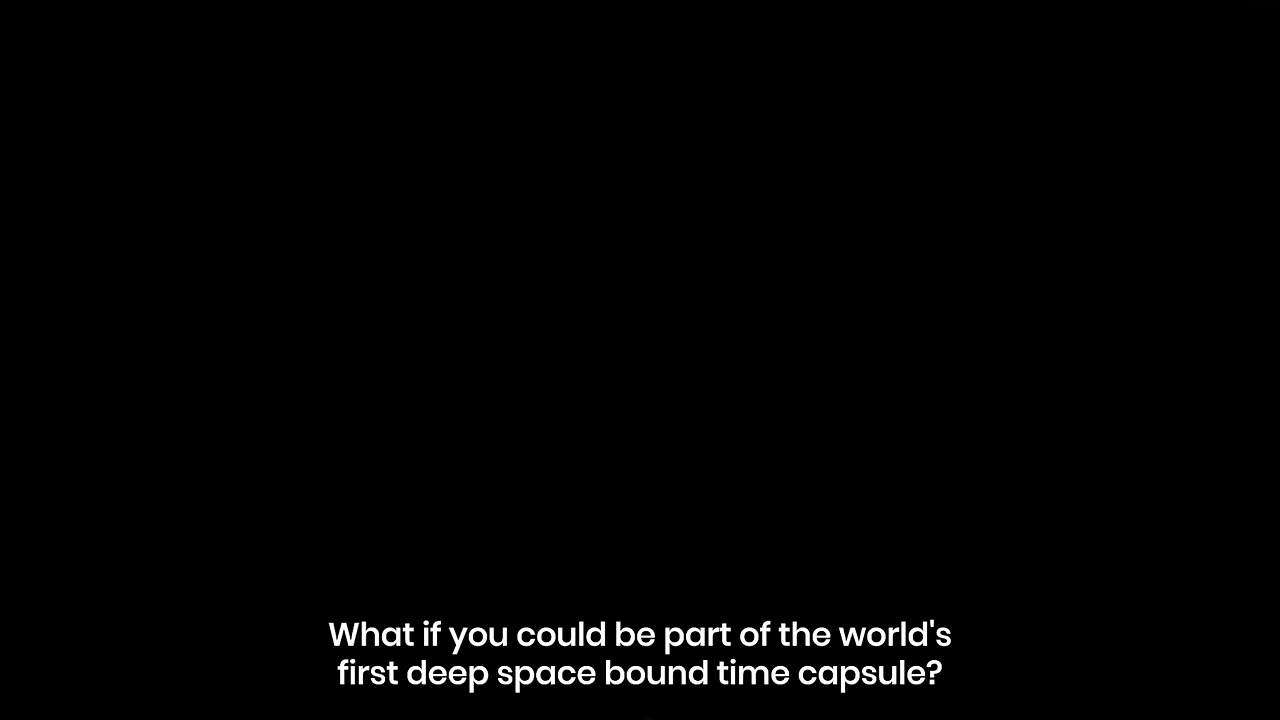 What if you could be part of the world's
first deep space bound time capsule?